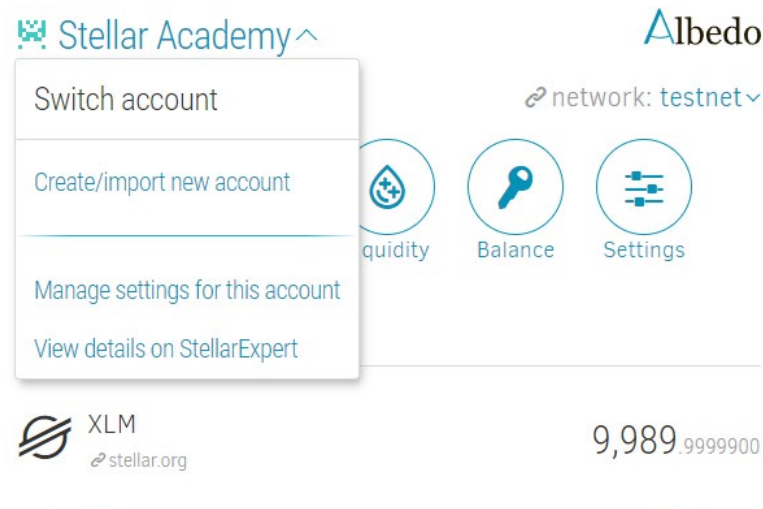 Stellar Academy
Albedo
Switch account
network: testnet
Create/import new account
quidity
Balance
Settings
Manage settings for this account
View details on StellarExpert
XLM
9,989.9999900
stellar.org